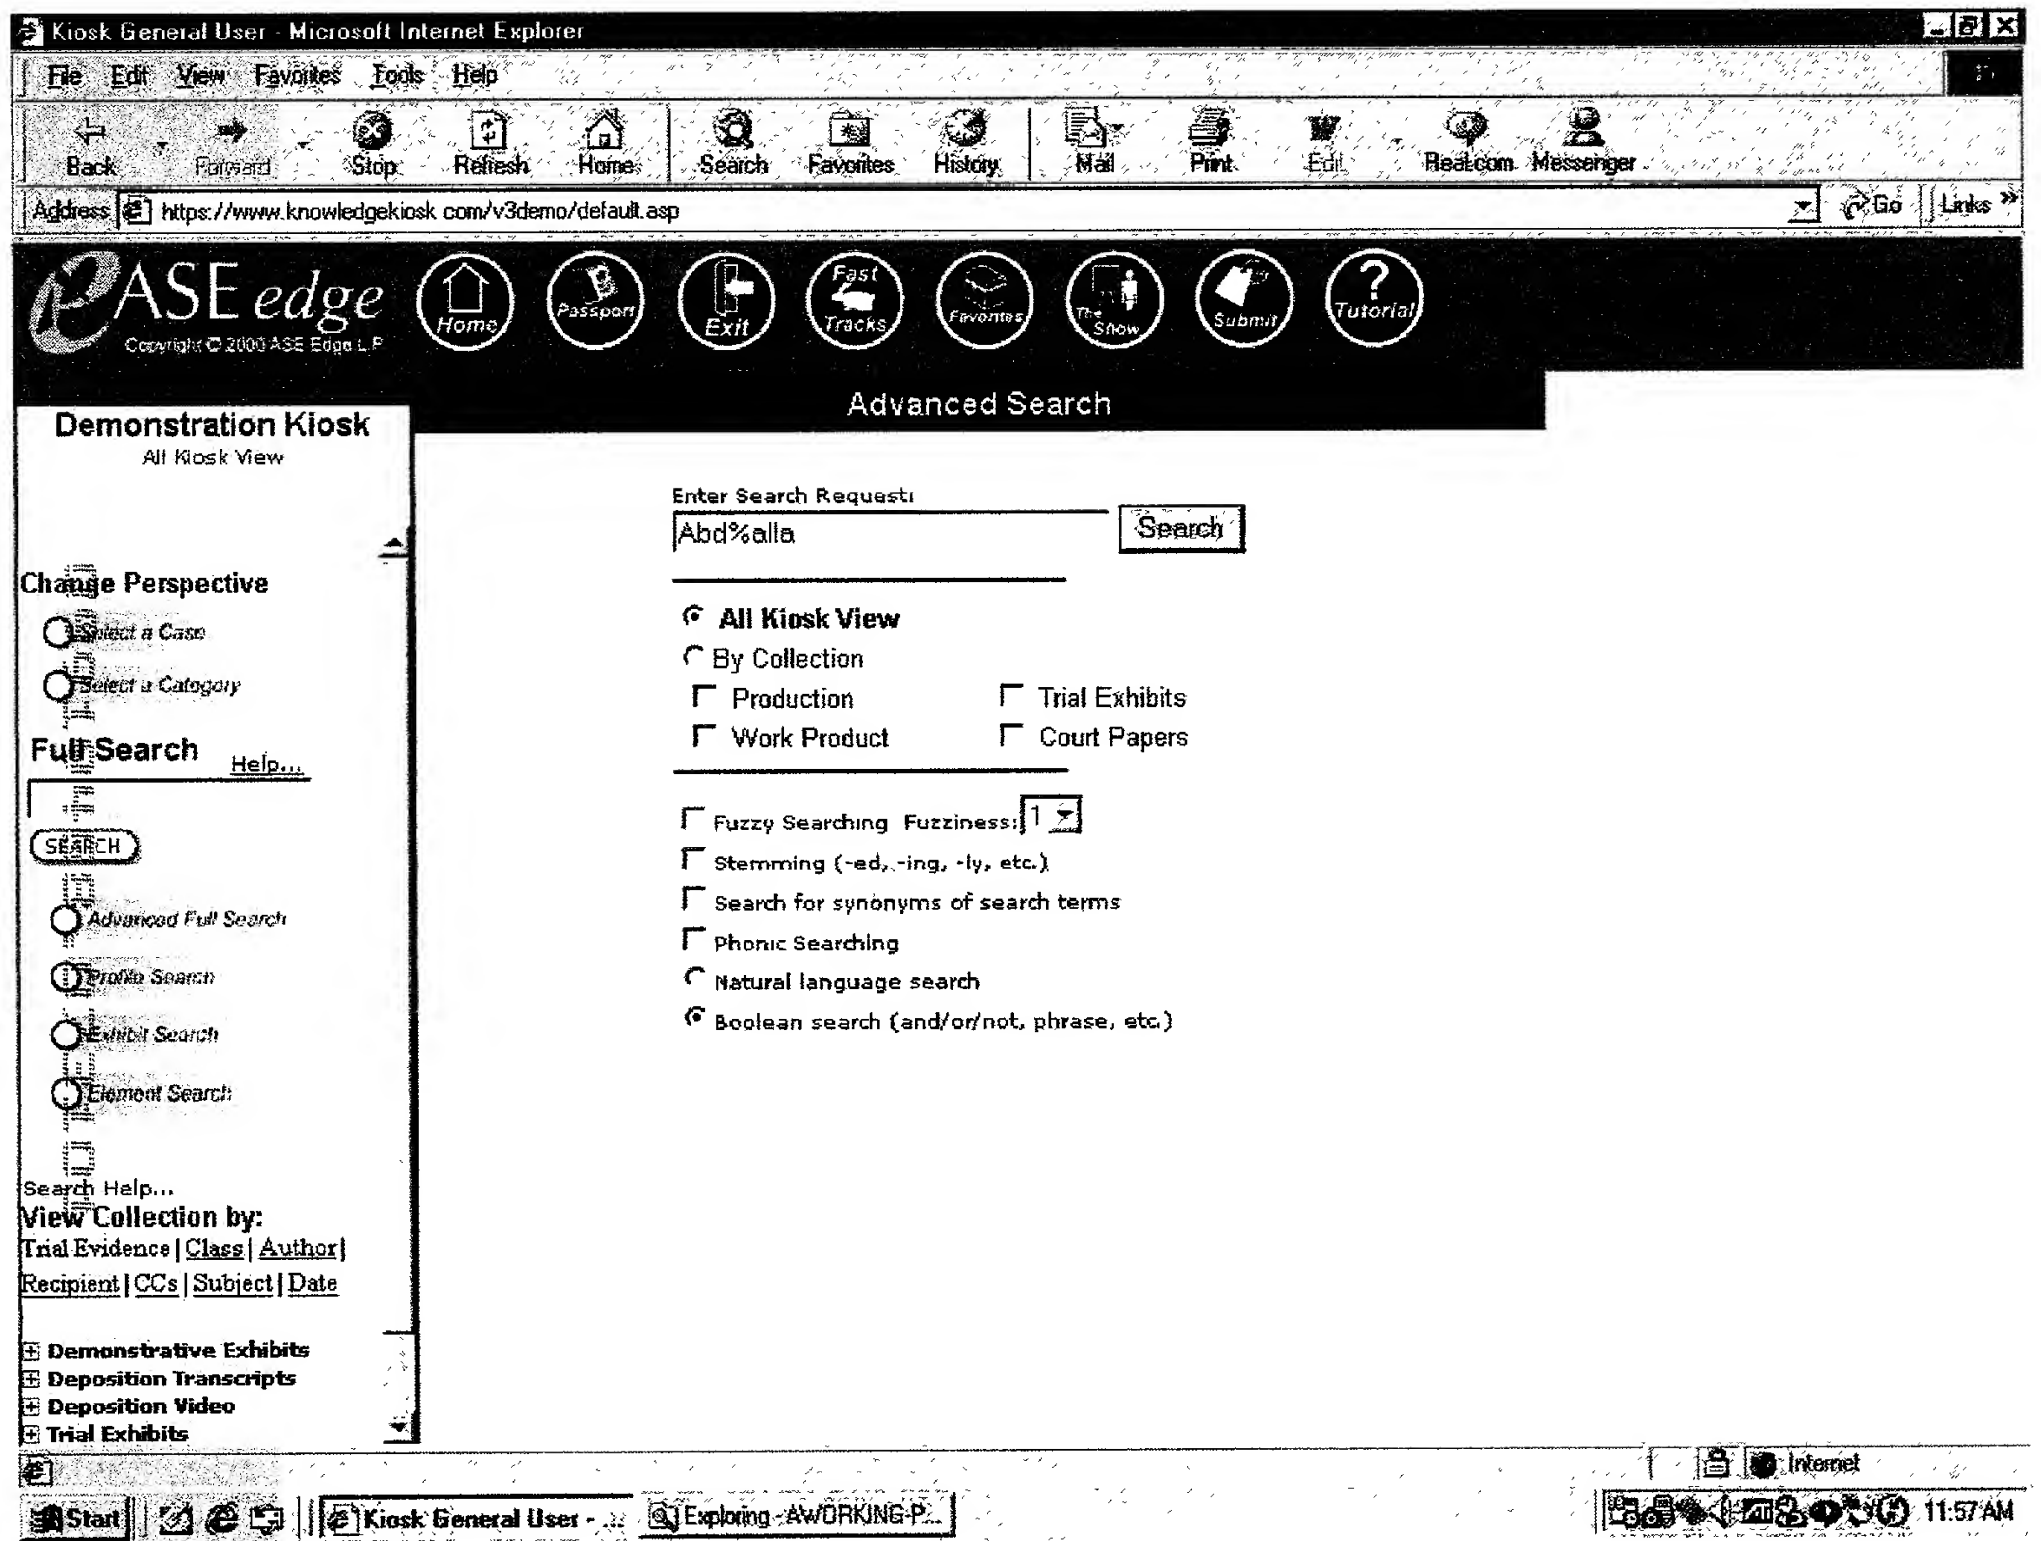 Kiosk General User - Microsoft Internet Explorer
File Edit View Favorites Tools Help
Back Forward Stop Refresh Home Search Favorites History Mail Print Edit Real.com Messenger
Address https://www.knowledgekiosk.com/v3demo/default.asp Go Links »
ASE edge
Copyright © 2000 ASE Edge L.P.
Home Passport Exit Fast Tracks Favorites The Show Submit ? Tutorial
Advanced Search
Demonstration Kiosk
All Kiosk View
Change Perspective
Select a Case
Select a Category
Full Search Help...
SEARCH
Advanced Full Search
Profile Search
Exhibit Search
Element Search
Search Help...
View Collection by:
Trial Evidence | Class | Author |
Recipient | CCs | Subject | Date
Demonstrative Exhibits
Deposition Transcripts
Deposition Video
Trial Exhibits
Enter Search Request:
Abd%alla Search
All Kiosk View
By Collection
Production Trial Exhibits
Work Product Court Papers
Fuzzy Searching Fuzziness: 1
Stemming (-ed, -ing, -ly, etc.)
Search for synonyms of search terms
Phonic Searching
Natural language search
Boolean search (and/or/not, phrase, etc.)
Internet
Start Kiosk General User - ... Exploring - AWORKING-P... 11:57 AM